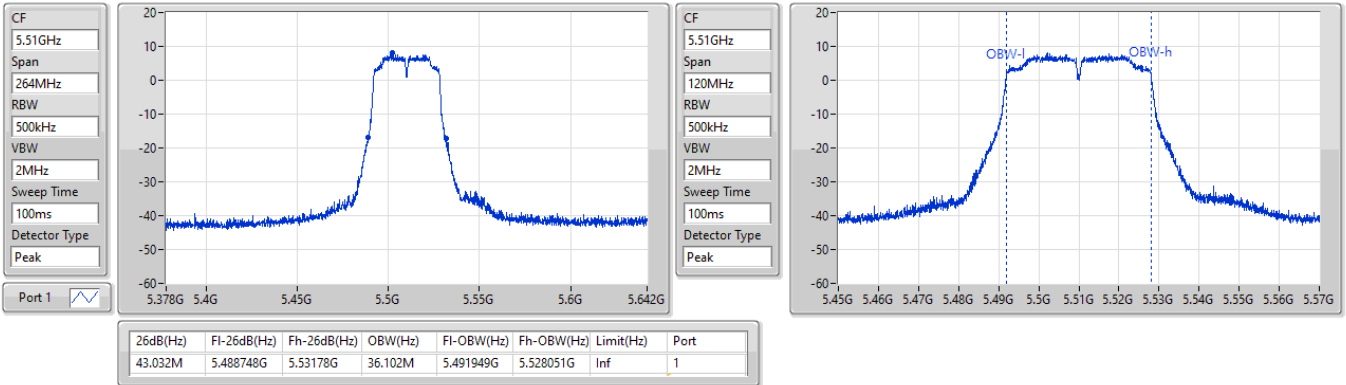 CF
5.51GHz
Span
264MHz
RBW
500kHz
VBW
2MHz
Sweep Time
100ms
Detector Type
Peak
Port 1
20-
10-
0-
-10-
-20-
-30-
-40-
-50-
-60-
5.378G 5.4G 5.45G 5.5G 5.55G 5.6G 5.642G
CF
5.51GHz
Span
120MHz
RBW
500kHz
VBW
2MHz
Sweep Time
100ms
Detector Type
Peak
20-
10-
0-
-10-
-20-
-30-
-40-
-50-
-60-
OBW-l OBW-h
5.45G 5.46G 5.47G 5.48G 5.49G 5.5G 5.51G 5.52G 5.53G 5.54G 5.55G 5.56G 5.57G
26dB(Hz) Fl-26dB(Hz) Fh-26dB(Hz) OBW(Hz) Fl-OBW(Hz) Fh-OBW(Hz) Limit(Hz) Port
43.032M 5.488748G 5.53178G 36.102M 5.491949G 5.528051G Inf 1